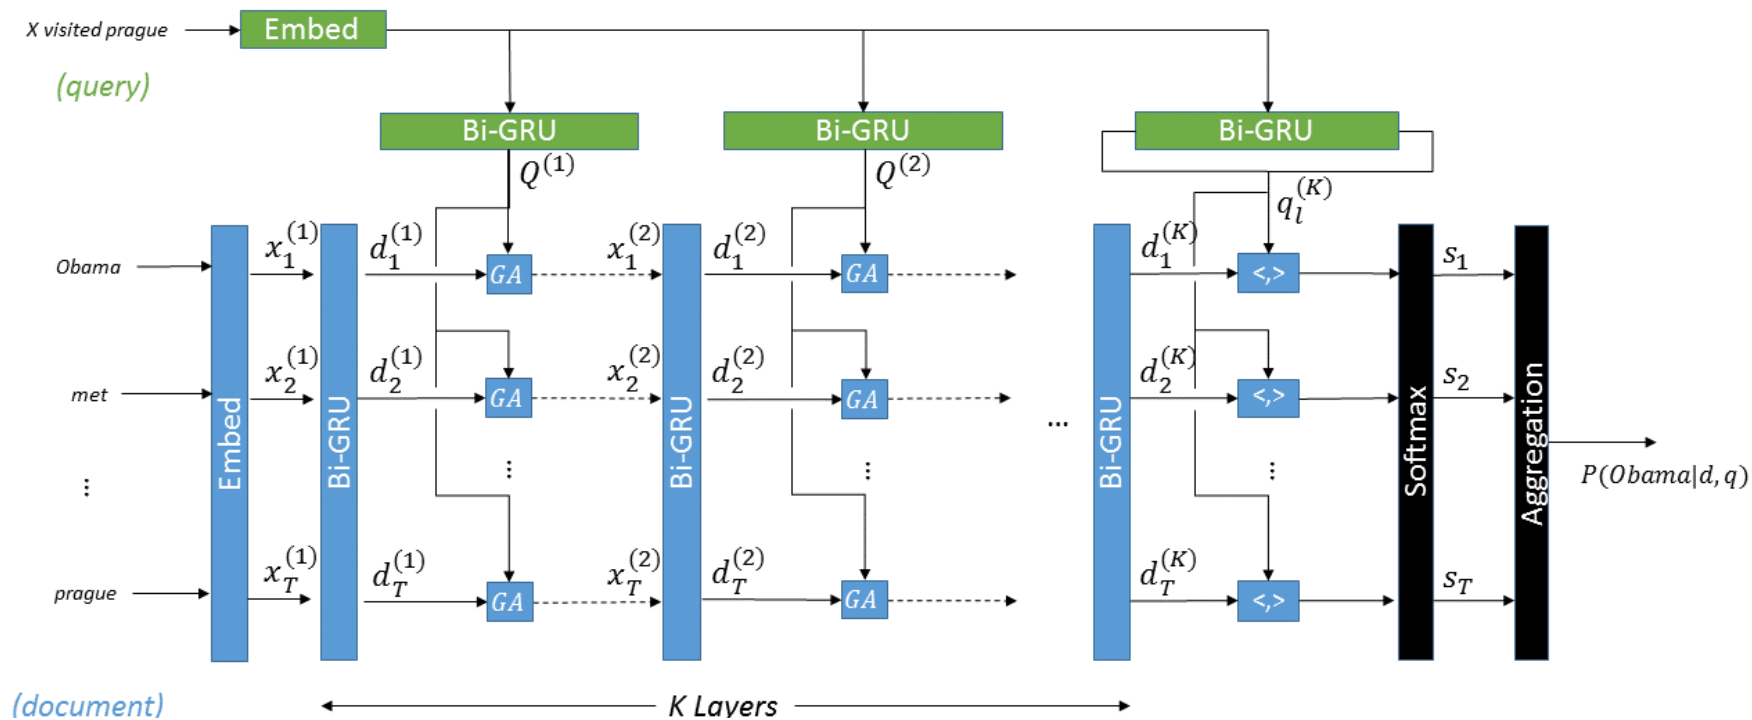 X visited prague
Embed
(query)
Bi-GRU
Bi-GRU
Bi-GRU
Q^(1)
Q^(2)
q_l^(K)
Obama
x_1^(1)
d_1^(1)
GA
x_1^(2)
d_1^(2)
GA
d_1^(K)
<,>
s_1
met
x_2^(1)
d_2^(1)
GA
x_2^(2)
d_2^(2)
GA
...
d_2^(K)
<,>
s_2
Embed
Bi-GRU
Bi-GRU
Bi-GRU
Softmax
Aggregation
P(Obama|d,q)
⋮
⋮
⋮
⋮
prague
x_T^(1)
d_T^(1)
GA
x_T^(2)
d_T^(2)
GA
d_T^(K)
<,>
s_T
(document)
K Layers